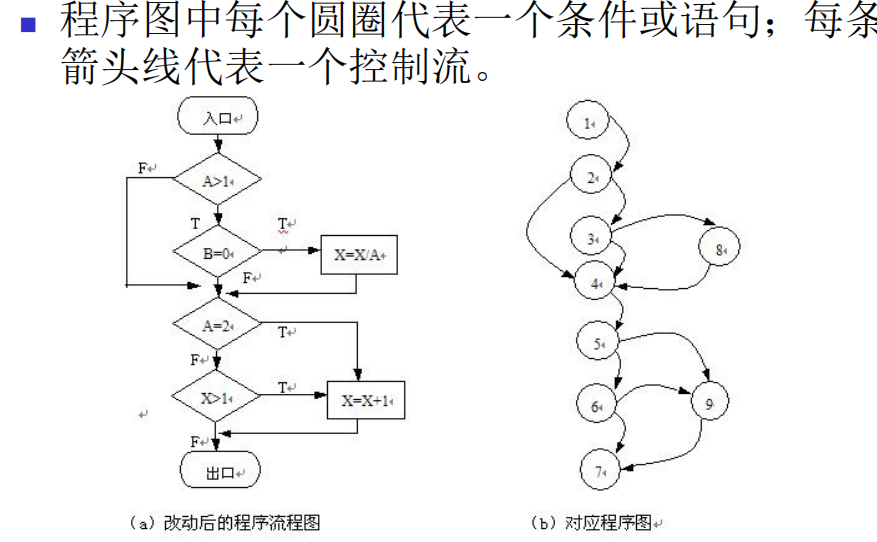 程序图中每个圆圈代表一个条件或语句；每条
箭头线代表一个控制流。
入口
F
A>1
T
T
B=0
X=X/A
F
A=2
T
F
X>1
T
X=X+1
F
出口
(a) 改动后的程序流程图
1
2
3
8
4
5
6
9
7
(b) 对应程序图